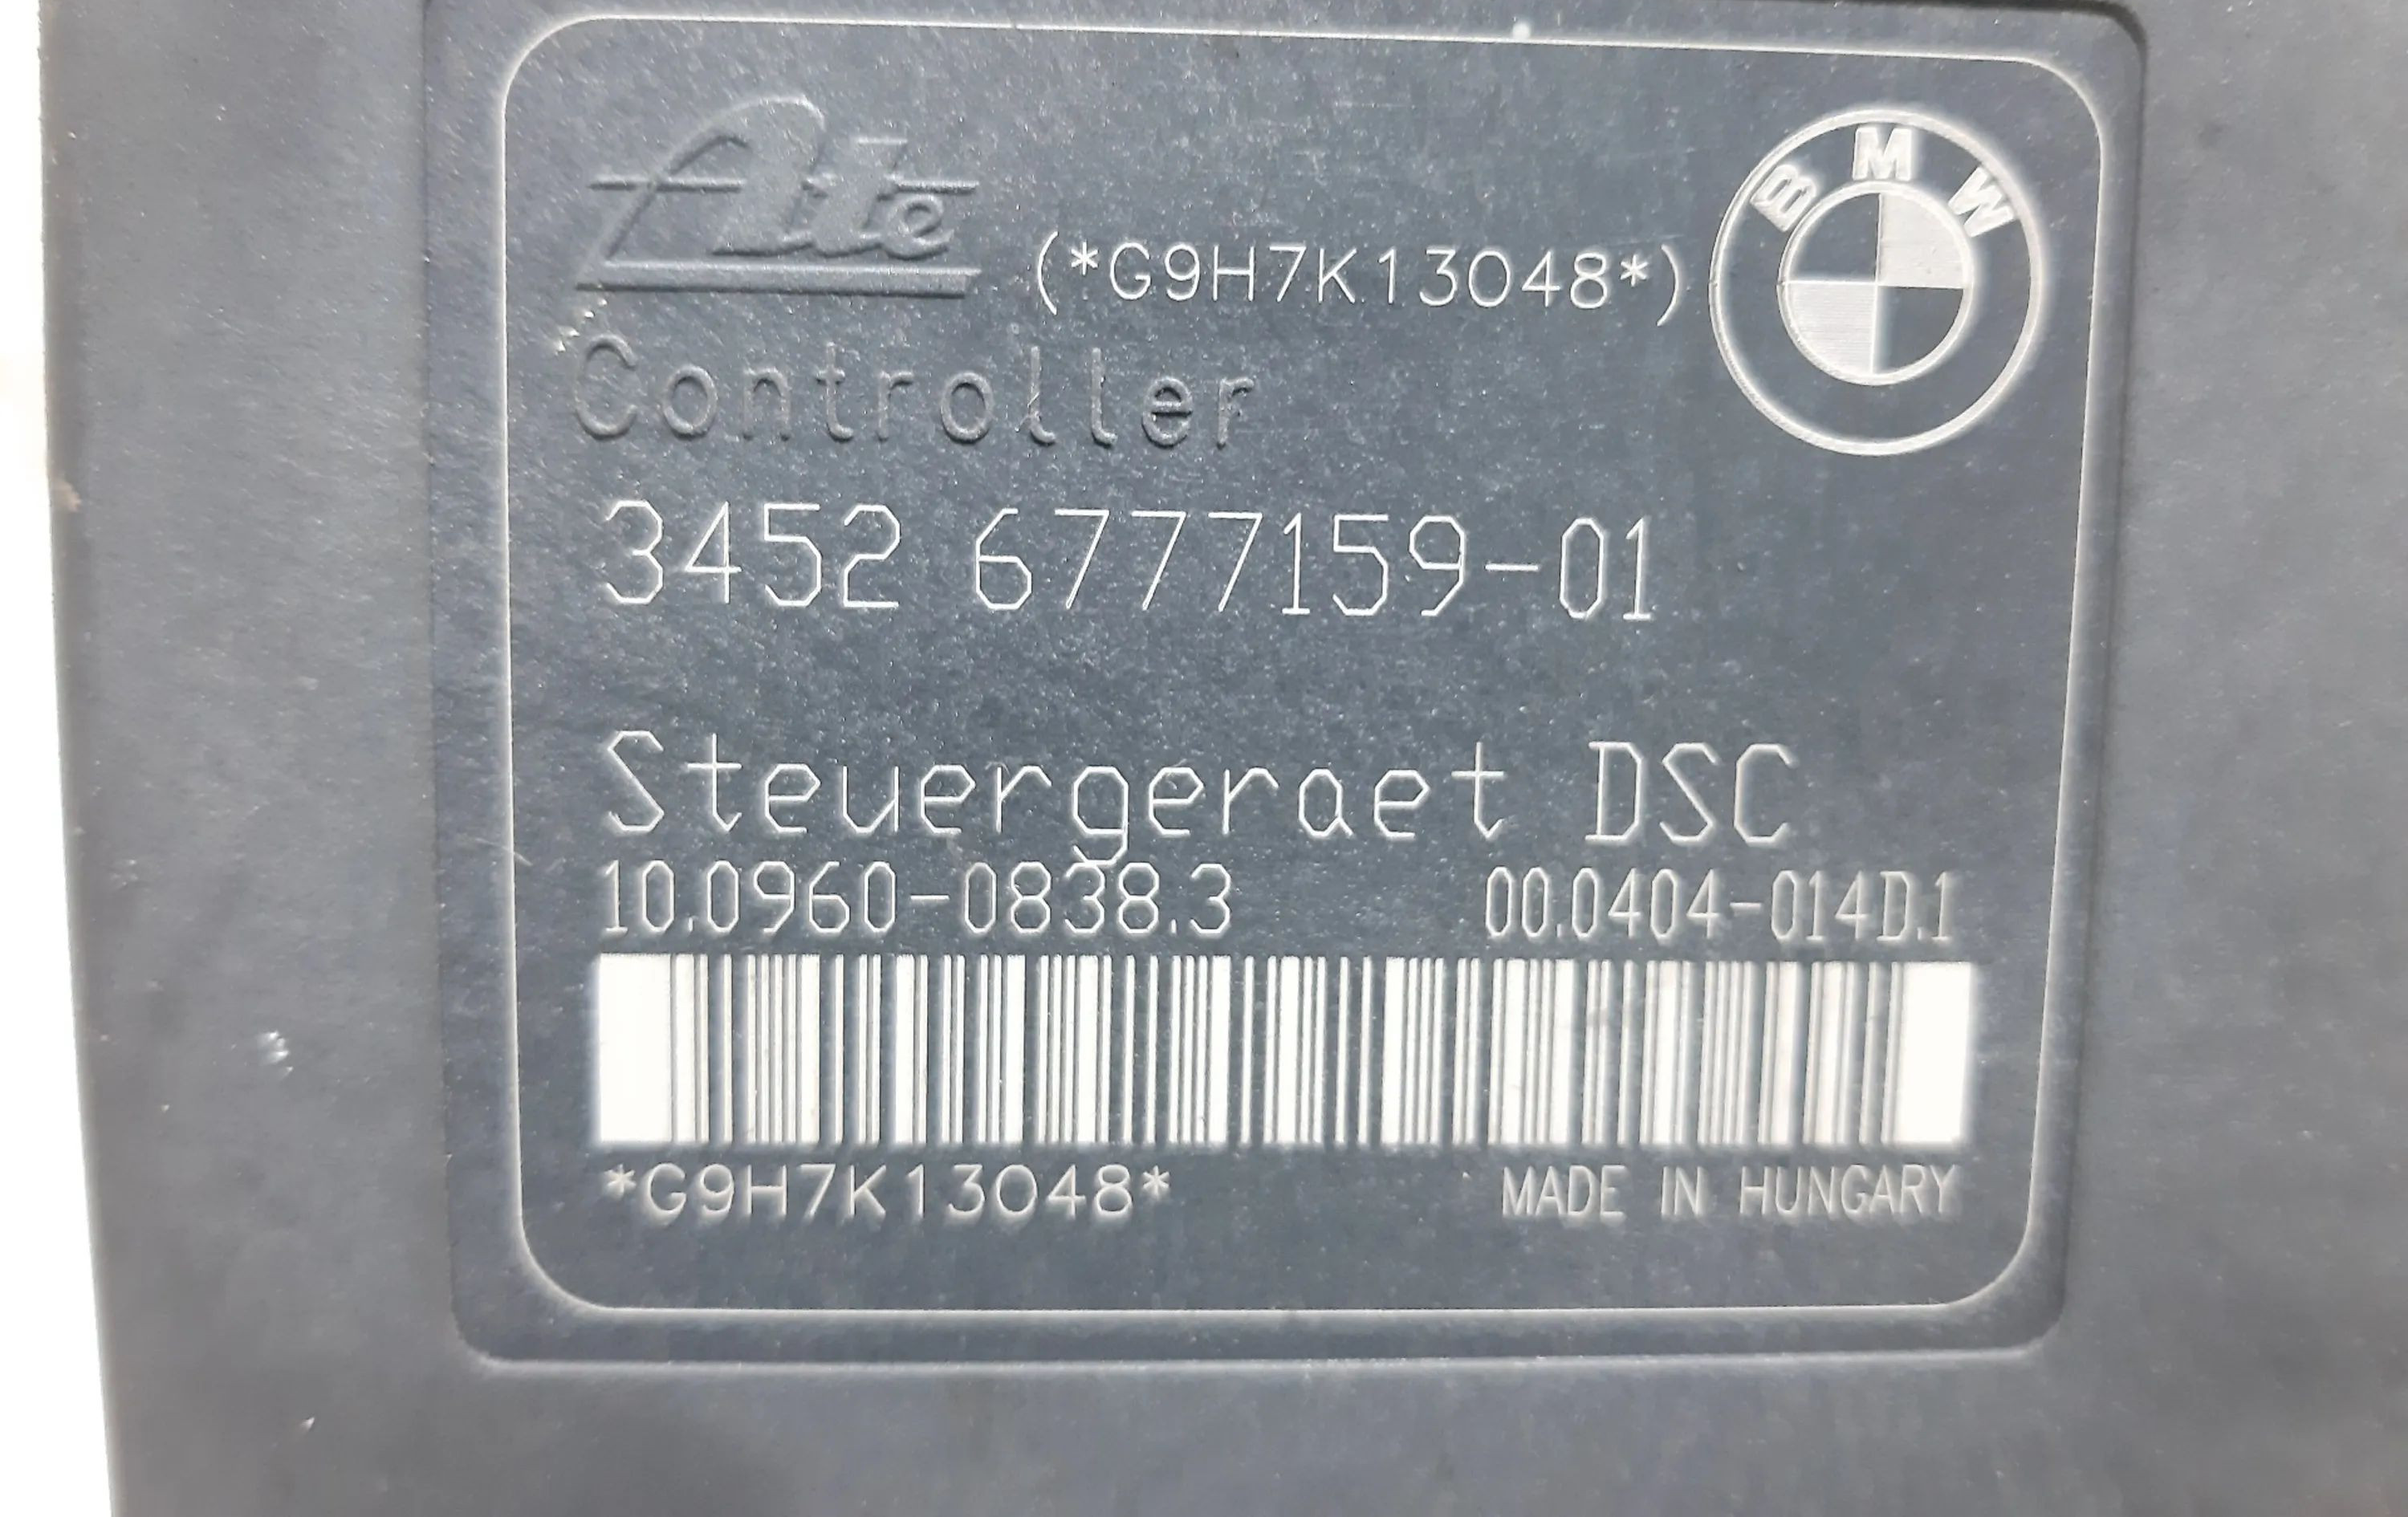 Ate
(*G9H7K13048*)
BMW
Controller
3452 6777159-01
Steuergeraet DSC
10.0960-0838.3 00.0404-014D.1
*G9H7K13048* MADE IN HUNGARY